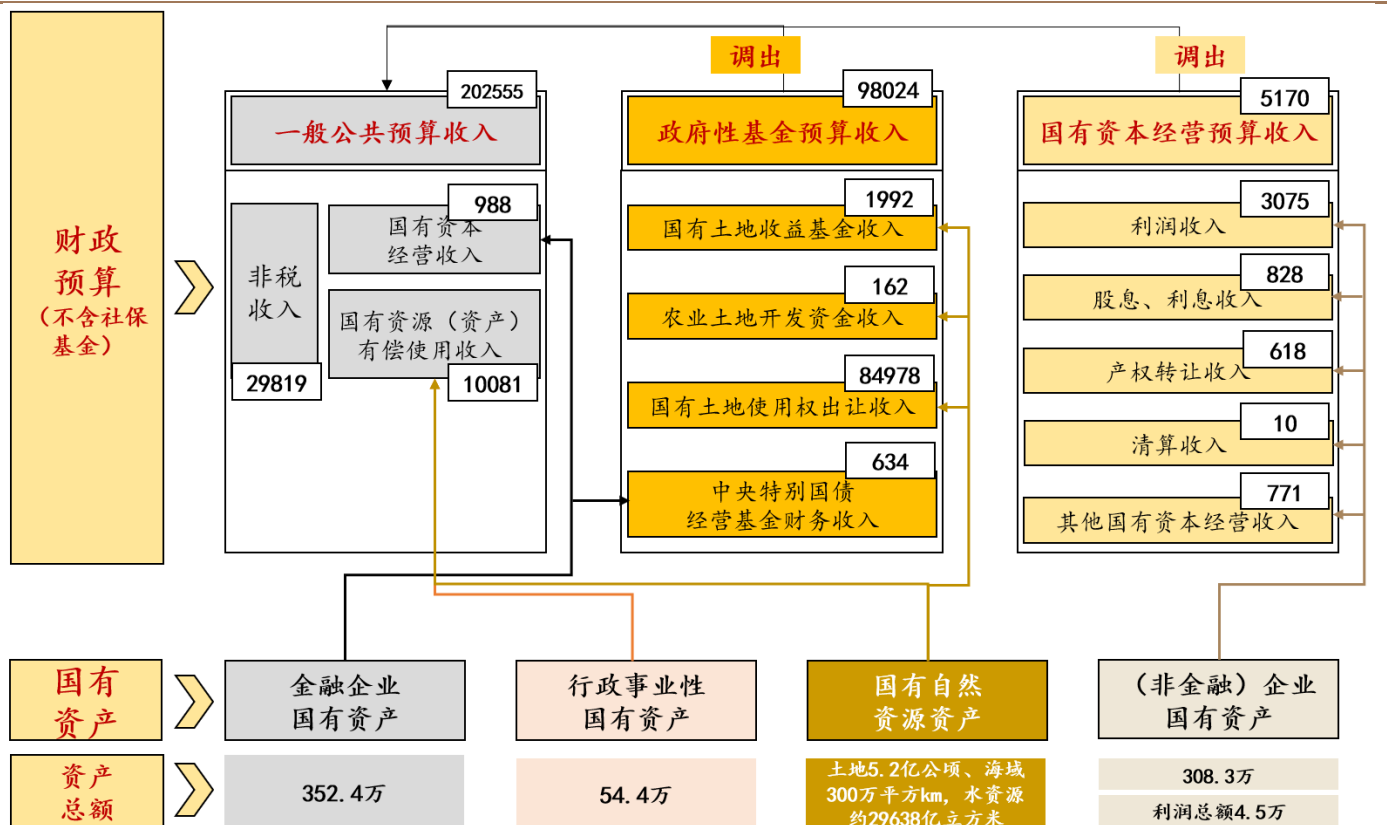 财政
预算
（不含社保
基金）
调出
调出
202555
一般公共预算收入
98024
政府性基金预算收入
5170
国有资本经营预算收入
非税
收入
29819
988
国有资本
经营收入
国有资源（资产）
有偿使用收入
10081
1992
国有土地收益基金收入
162
农业土地开发资金收入
84978
国有土地使用权出让收入
634
中央特别国债
经营基金财务收入
3075
利润收入
828
股息、利息收入
618
产权转让收入
10
清算收入
771
其他国有资本经营收入
国有
资产
金融企业
国有资产
行政事业性
国有资产
国有自然
资源资产
（非金融）企业
国有资产
资产
总额
352.4万
54.4万
土地5.2亿公顷、海域
300万平方km，水资源
约29638亿立方米
308.3万
利润总额4.5万